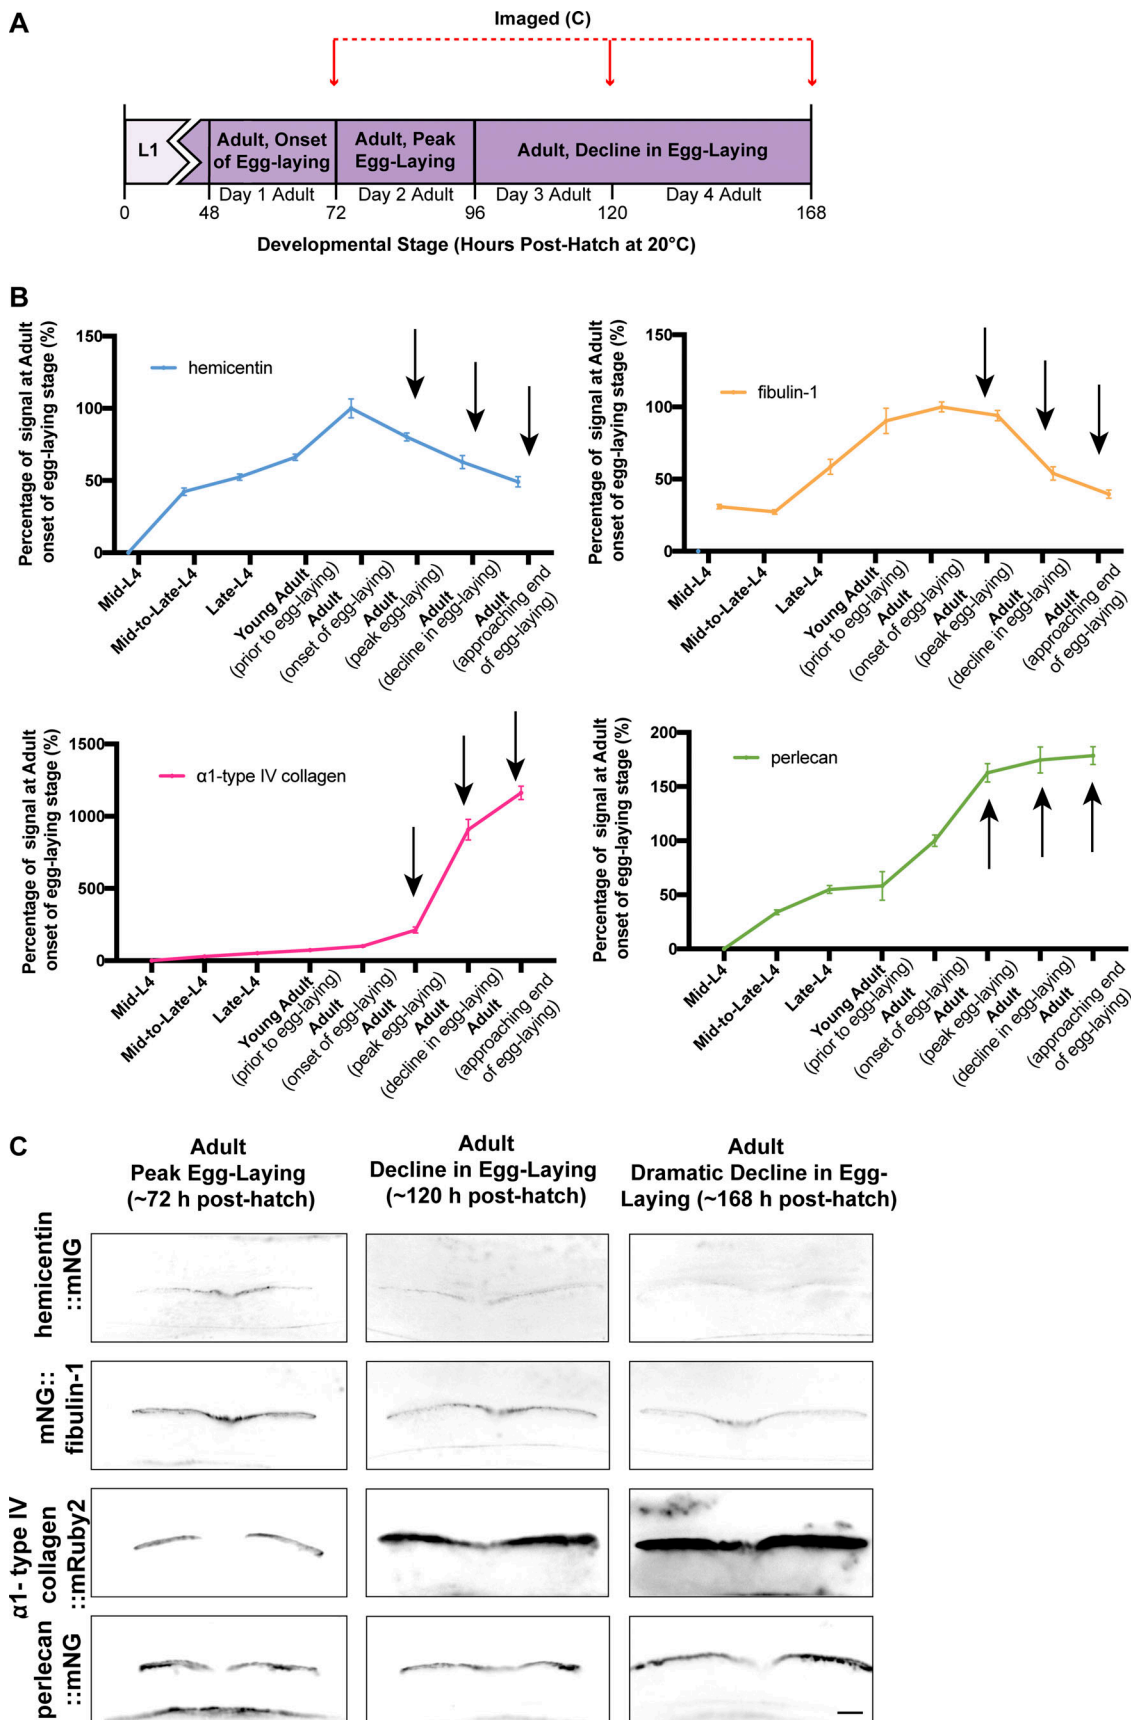 A
Imaged (C)
L1
Adult, Onset
of Egg-laying
Adult, Peak
Egg-Laying
Adult, Decline in Egg-Laying
Day 1 Adult
Day 2 Adult
Day 3 Adult
Day 4 Adult
0
48
72
96
120
168
Developmental Stage (Hours Post-Hatch at 20°C)
B
Percentage of signal at Adult
onset of egg-laying stage (%)
150
100
50
0
hemicentin
Mid-L4
Mid-to-Late-L4
Late-L4
Young Adult
(prior to egg-laying)
Adult
(onset of egg-laying)
Adult
(peak egg-laying)
Adult
(decline in egg-laying)
Adult
(approaching end
of egg-laying)
Percentage of signal at Adult
onset of egg-laying stage (%)
150
100
50
0
fibulin-1
Mid-L4
Mid-to-Late-L4
Late-L4
Young Adult
(prior to egg-laying)
Adult
(onset of egg-laying)
Adult
(peak egg-laying)
Adult
(decline in egg-laying)
Adult
(approaching end
of egg-laying)
Percentage of signal at Adult
onset of egg-laying stage (%)
1500
1000
500
0
α1-type IV collagen
Mid-L4
Mid-to-Late-L4
Late-L4
Young Adult
(prior to egg-laying)
Adult
(onset of egg-laying)
Adult
(peak egg-laying)
Adult
(decline in egg-laying)
Adult
(approaching end
of egg-laying)
Percentage of signal at Adult
onset of egg-laying stage (%)
200
150
100
50
0
perlecan
Mid-L4
Mid-to-Late-L4
Late-L4
Young Adult
(prior to egg-laying)
Adult
(onset of egg-laying)
Adult
(peak egg-laying)
Adult
(decline in egg-laying)
Adult
(approaching end
of egg-laying)
C
Adult
Peak Egg-Laying
(~72 h post-hatch)
Adult
Decline in Egg-Laying
(~120 h post-hatch)
Adult
Dramatic Decline in Egg-
Laying (~168 h post-hatch)
hemicentin
::mNG
mNG::
fibulin-1
α1- type IV
collagen
::mRuby2
perlecan
::mNG